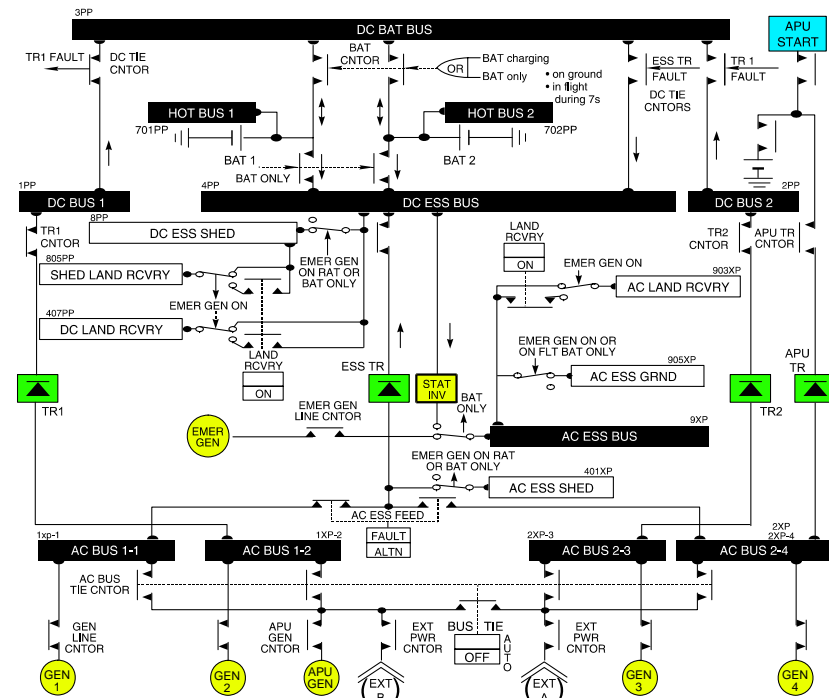 3PP
DC BAT BUS
APU
START
TR1 FAULT
DC TIE
CNTOR
BAT
CNTOR
OR
BAT charging
BAT only
• on ground
• in flight
during 7s
ESS TR
FAULT
TR 1
FAULT
DC TIE
CNTORS
HOT BUS 1
701PP
HOT BUS 2
702PP
BAT 1
BAT 2
BAT ONLY
1PP
DC BUS 1
4PP
DC ESS BUS
DC BUS 2
2PP
TR1
CNTOR
8PP
DC ESS SHED
EMER GEN
ON RAT OR
BAT ONLY
805PP
SHED LAND RCVRY
EMER GEN ON
407PP
DC LAND RCVRY
LAND
RCVRY
ON
LAND
RCVRY
ON
EMER GEN ON
903XP
AC LAND RCVRY
TR2
CNTOR
APU TR
CNTOR
EMER GEN ON OR
ON FLT BAT ONLY
905XP
AC ESS GRND
TR1
ESS TR
STAT
INV
TR2
APU
TR
EMER
GEN
EMER GEN
LINE CNTOR
BAT
ONLY
9XP
AC ESS BUS
EMER GEN ON RAT
OR BAT ONLY
401XP
AC ESS SHED
AC ESS FEED
FAULT
ALTN
1xp-1
AC BUS 1-1
1XP-2
AC BUS 1-2
2XP-3
AC BUS 2-3
2XP
2XP-4
AC BUS 2-4
AC BUS
TIE CNTOR
GEN
LINE
CNTOR
APU
GEN
CNTOR
EXT
PWR
CNTOR
BUS TIE
OFF
AUTO
EXT
PWR
CNTOR
GEN
1
GEN
2
APU
GEN
EXT
B
EXT
A
GEN
3
GEN
4